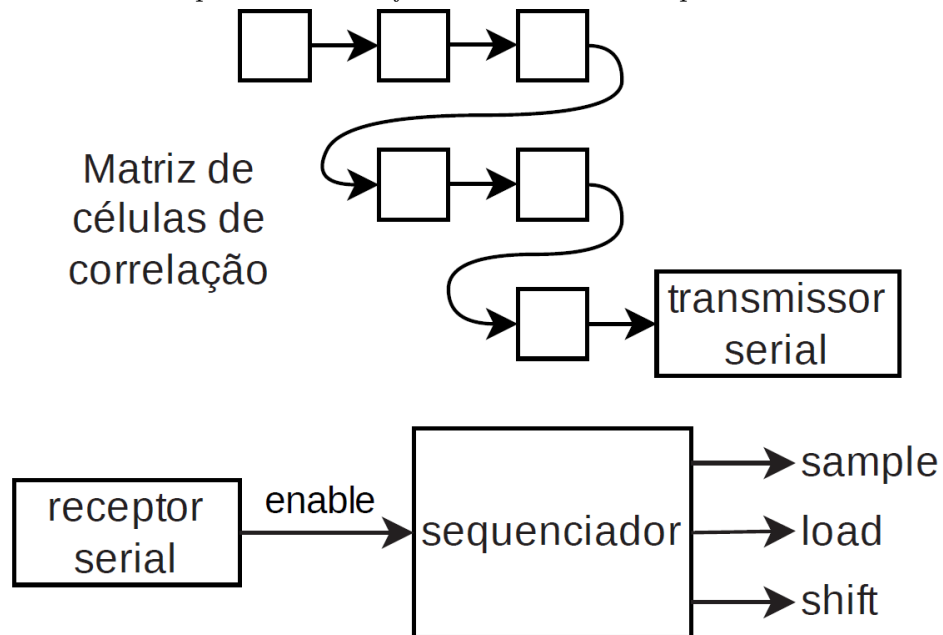 Matriz de
células de
correlação
transmissor
serial
receptor
serial
enable
sequenciador
sample
load
shift